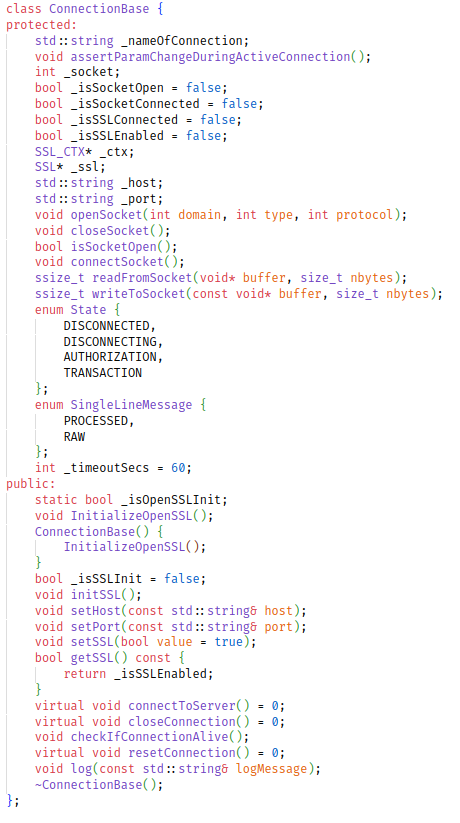 class ConnectionBase {
protected:
    std::string _nameOfConnection;
    void assertParamChangeDuringActiveConnection();
    int _socket;
    bool _isSocketOpen = false;
    bool _isSocketConnected = false;
    bool _isSSLConnected = false;
    bool _isSSLEnabled = false;
    SSL_CTX* _ctx;
    SSL* _ssl;
    std::string _host;
    std::string _port;
    void openSocket(int domain, int type, int protocol);
    void closeSocket();
    bool isSocketOpen();
    void connectSocket();
    ssize_t readFromSocket(void* buffer, size_t nbytes);
    ssize_t writeToSocket(const void* buffer, size_t nbytes);
    enum State {
        DISCONNECTED,
        DISCONNECTING,
        AUTHORIZATION,
        TRANSACTION
    };
    enum SingleLineMessage {
        PROCESSED,
        RAW
    };
    int _timeoutSecs = 60;
public:
    static bool _isOpenSSLInit;
    void InitializeOpenSSL();
    ConnectionBase() {
        InitializeOpenSSL();
    }
    bool _isSSLInit = false;
    void initSSL();
    void setHost(const std::string& host);
    void setPort(const std::string& port);
    void setSSL(bool value = true);
    bool getSSL() const {
        return _isSSLEnabled;
    }
    virtual void connectToServer() = 0;
    virtual void closeConnection() = 0;
    void checkIfConnectionAlive();
    virtual void resetConnection() = 0;
    void log(const std::string& logMessage);
    ~ConnectionBase();
};